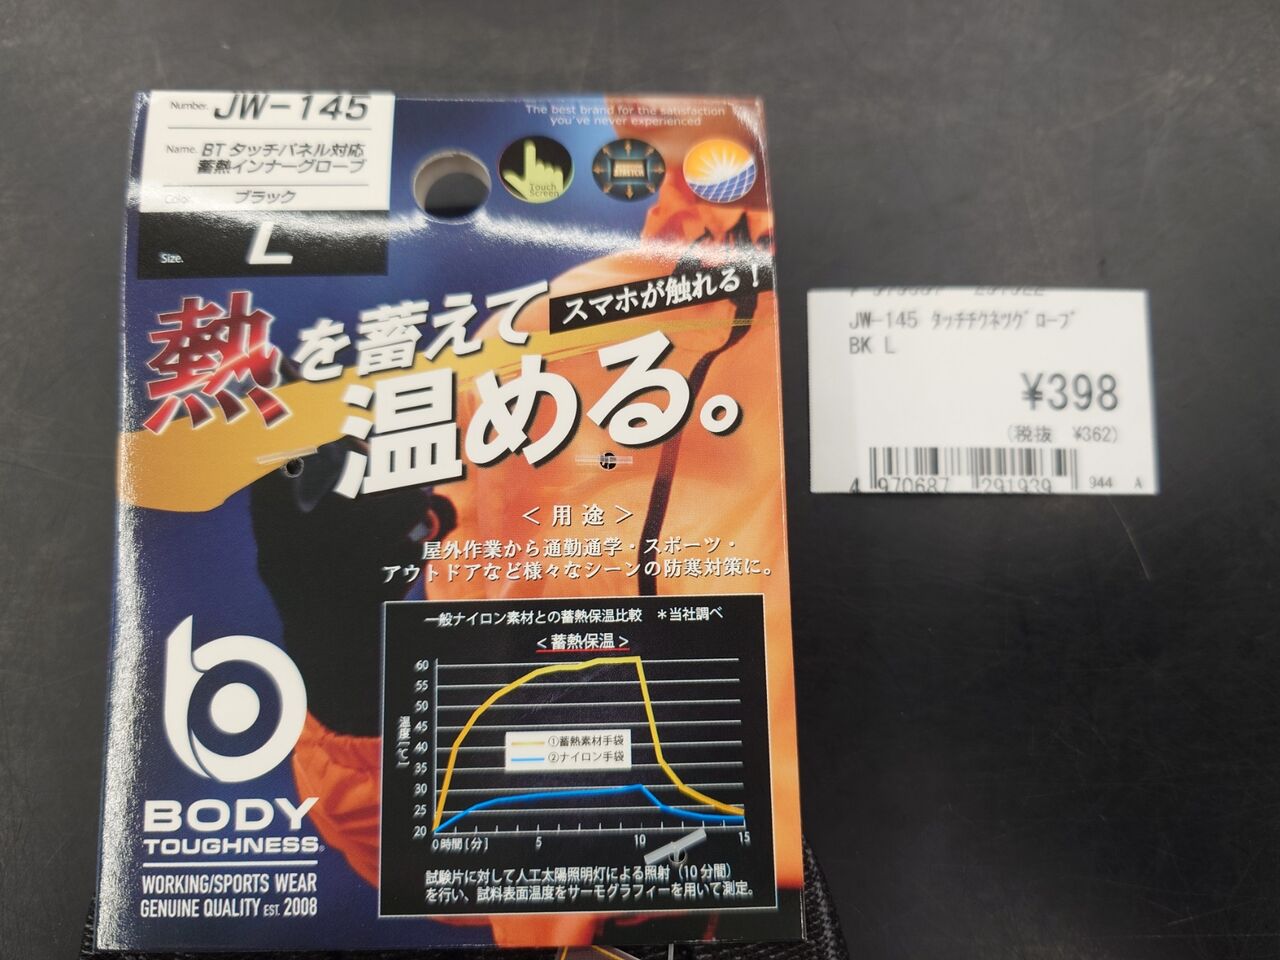 Number. JW-145
Name. BT タッチパネル対応
蓄熱インナーグローブ
Color. ブラック
Size. L
The best brand for the satisfaction
you've never experienced
Touch
Screen
STRETCH
熱を蓄えて
スマホが触れる！
温める。
＜用途＞
屋外作業から通勤通学・スポーツ・
アウトドアなど様々なシーンの防寒対策に。
一般ナイロン素材との蓄熱保温比較 ＊当社調べ
＜蓄熱保温＞
温度[℃]
60
55
50
45
40
35
30
25
20
①蓄熱素材手袋
②ナイロン手袋
0 時間[分] 5 10 15
試験片に対して人工太陽照明灯による照射（10分間）
を行い、試料表面温度をサーモグラフィーを用いて測定。
b
BODY
TOUGHNESS®
WORKING/SPORTS WEAR
GENUINE QUALITY EST. 2008
JW-145 ﾀｯﾁﾁｸﾈﾂｸﾞﾛｰﾌﾞ
BK L
¥398
(税抜 ¥362)
4 970687 291939 944 A